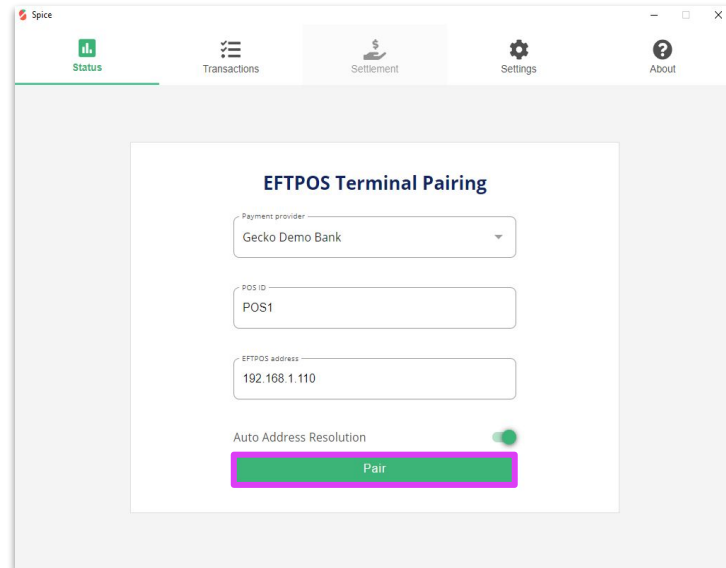 Spice
Status
Transactions
Settlement
Settings
About
EFTPOS Terminal Pairing
Payment provider
Gecko Demo Bank
POS ID
POS1
EFTPOS address
192.168.1.110
Auto Address Resolution
Pair